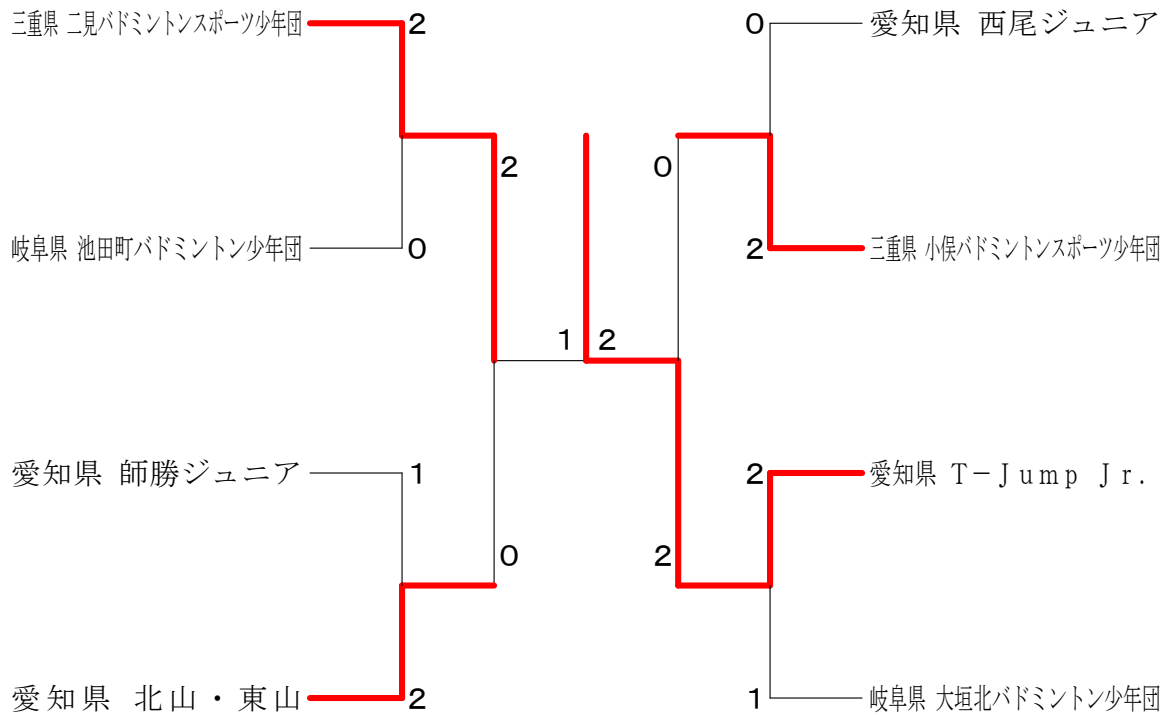 三重県 二見バドミントンスポーツ少年団
2
0
愛知県 西尾ジュニア
2
0
岐阜県 池田町バドミントン少年団
0
2
三重県 小俣バドミントンスポーツ少年団
1
2
愛知県 師勝ジュニア
1
2
愛知県 T-Jump Jr.
0
2
愛知県 北山・東山
2
1
岐阜県 大垣北バドミントン少年団